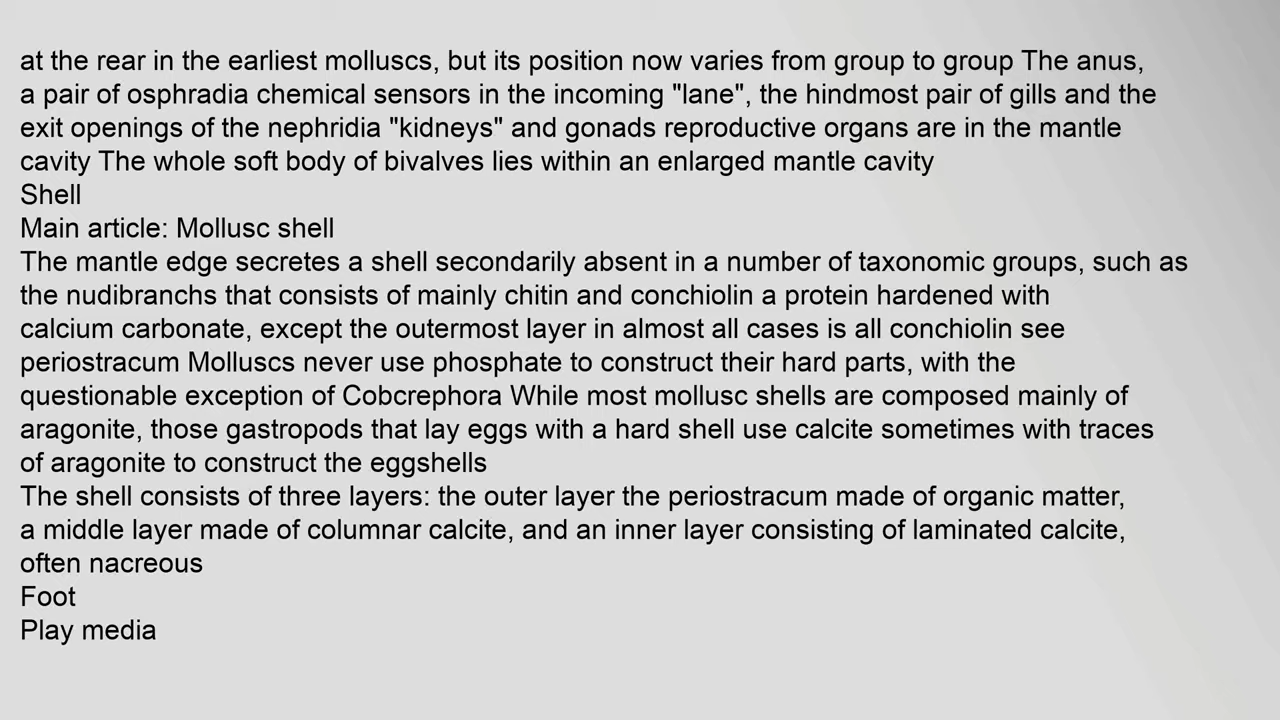 at the rear in the earliest molluscs, but its position now varies from group to group The anus,
a pair of osphradia chemical sensors in the incoming "lane", the hindmost pair of gills and the
exit openings of the nephridia "kidneys" and gonads reproductive organs are in the mantle
cavity The whole soft body of bivalves lies within an enlarged mantle cavity
Shell
Main article: Mollusc shell
The mantle edge secretes a shell secondarily absent in a number of taxonomic groups, such as
the nudibranchs that consists of mainly chitin and conchiolin a protein hardened with
calcium carbonate, except the outermost layer in almost all cases is all conchiolin see
periostracum Molluscs never use phosphate to construct their hard parts, with the
questionable exception of Cobcrephora While most mollusc shells are composed mainly of
aragonite, those gastropods that lay eggs with a hard shell use calcite sometimes with traces
of aragonite to construct the eggshells
The shell consists of three layers: the outer layer the periostracum made of organic matter,
a middle layer made of columnar calcite, and an inner layer consisting of laminated calcite,
often nacreous
Foot
Play media